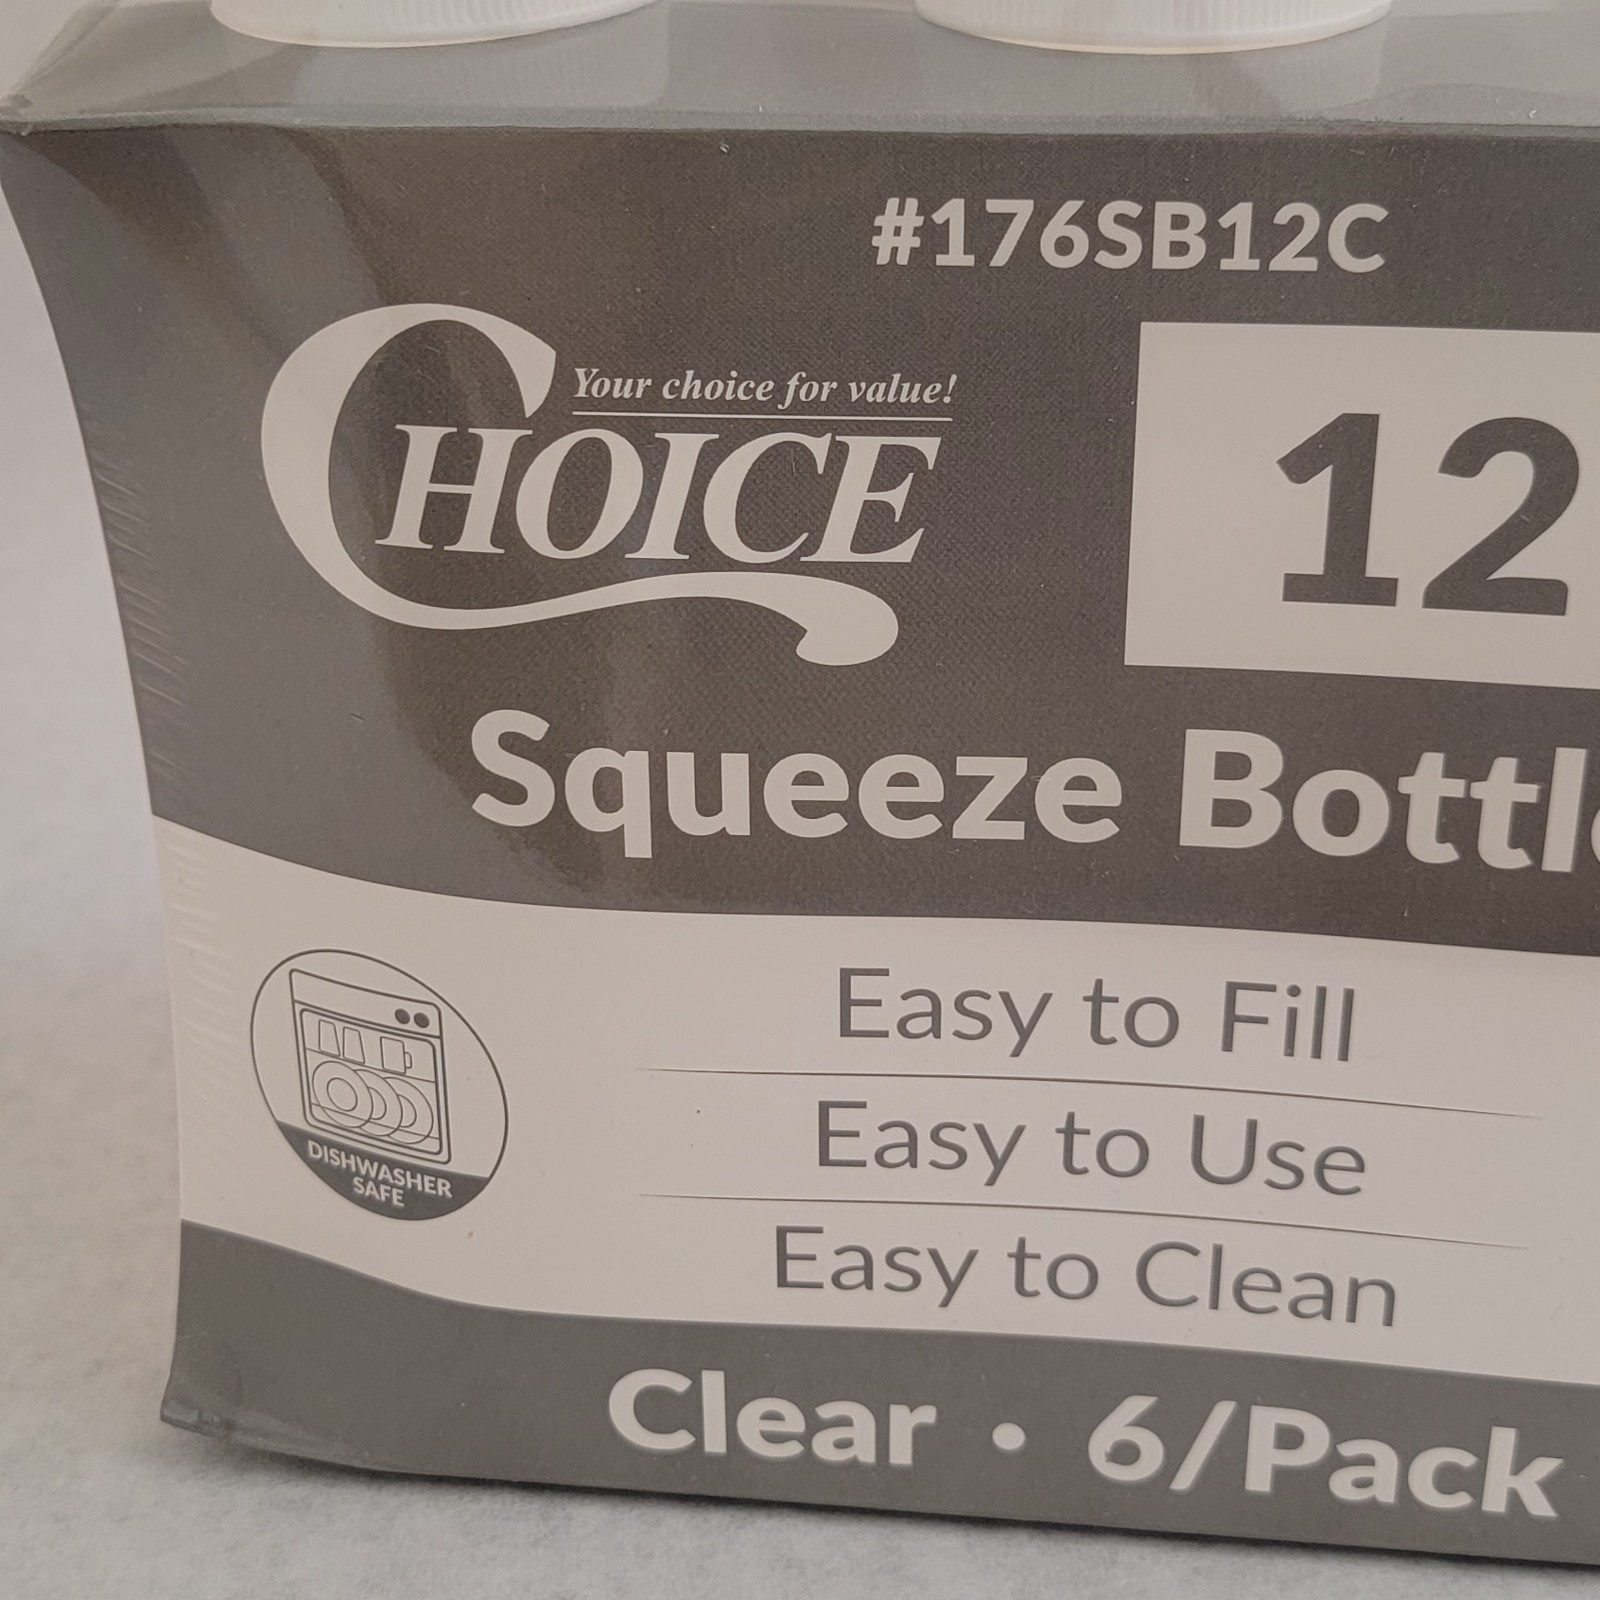 #176SB12C
Your choice for value!
CHOICE
12
Squeeze Bottle
Easy to Fill
Easy to Use
Easy to Clean
DISHWASHER
SAFE
Clear • 6/Pack